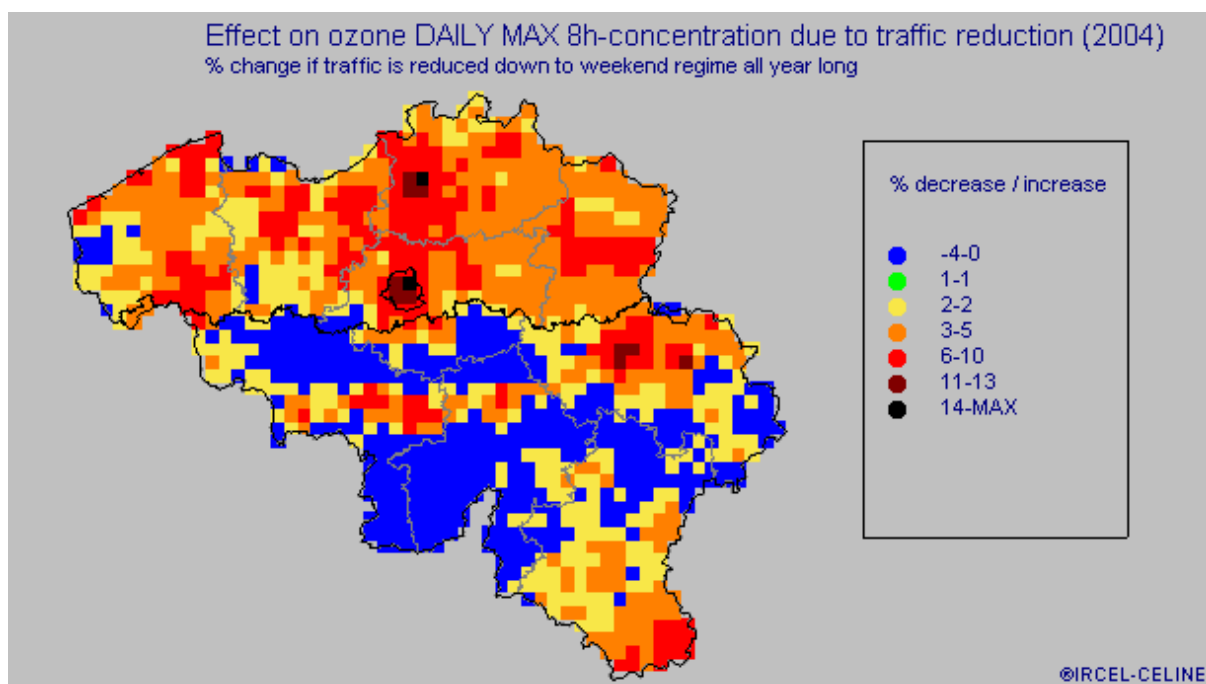 Effect on ozone DAILY MAX 8h-concentration due to traffic reduction (2004)
% change if traffic is reduced down to weekend regime all year long
% decrease / increase
-4-0
1-1
2-2
3-5
6-10
11-13
14-MAX
©IRCEL-CELINE